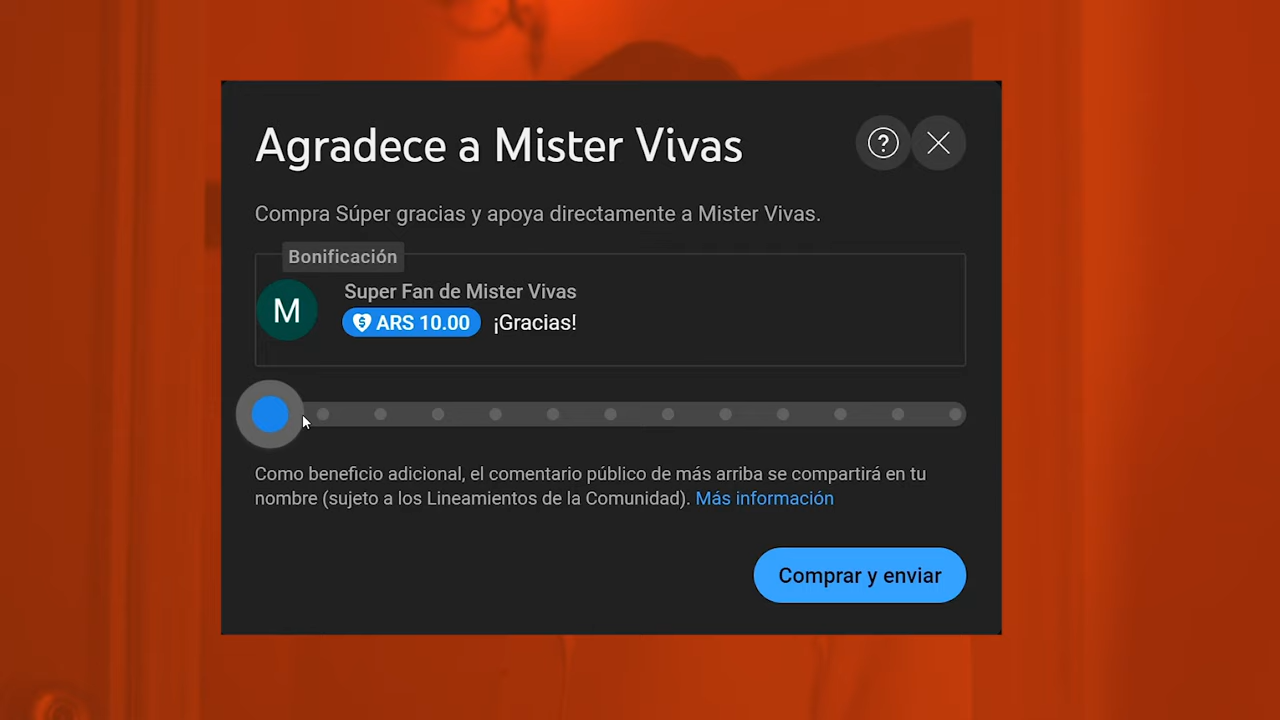 Agradece a Mister Vivas
?
Compra Súper gracias y apoya directamente a Mister Vivas.
Bonificación
M
Super Fan de Mister Vivas
$ ARS 10.00 ¡Gracias!
Como beneficio adicional, el comentario público de más arriba se compartirá en tu
nombre (sujeto a los Lineamientos de la Comunidad). Más información
Comprar y enviar